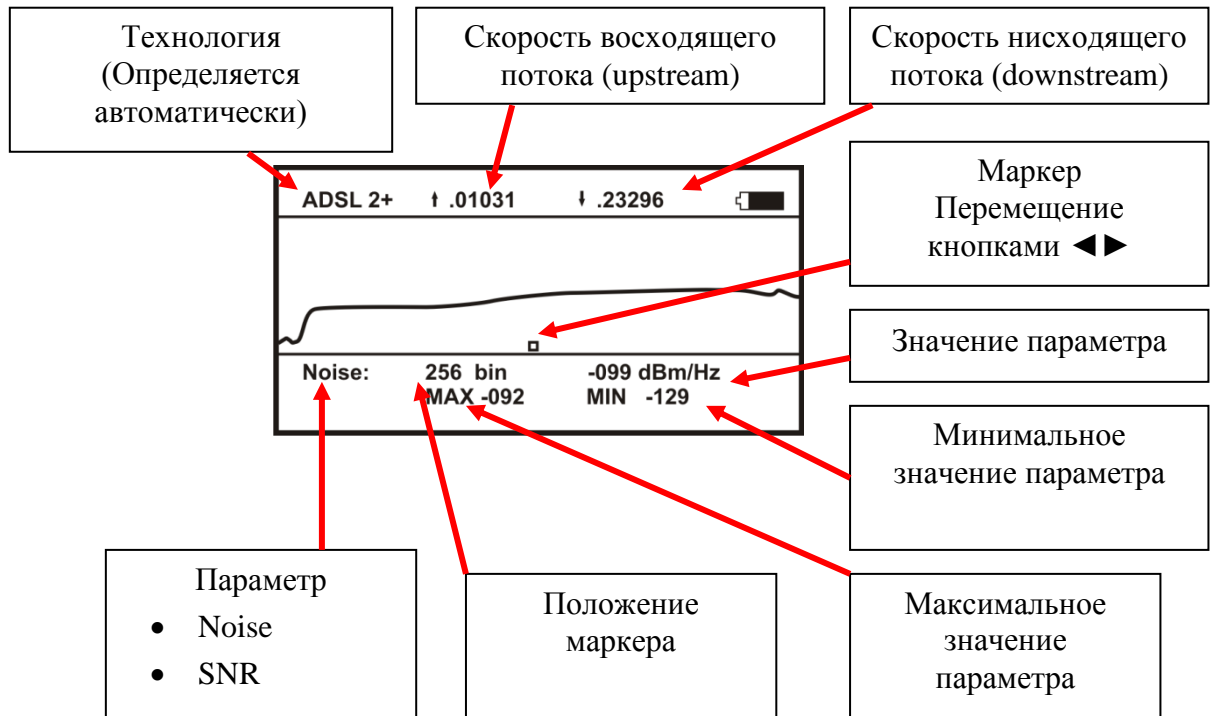 Технология
(Определяется
автоматически)
Скорость восходящего
потока (upstream)
Скорость нисходящего
потока (downstream)
ADSL 2+ .01031 .23296
Маркер
Перемещение
кнопками ◄►
Noise: 256 bin -099 dBm/Hz
MAX -092 MIN -129
Значение параметра
Минимальное
значение параметра
Параметр
• Noise
• SNR
Положение
маркера
Максимальное
значение
параметра